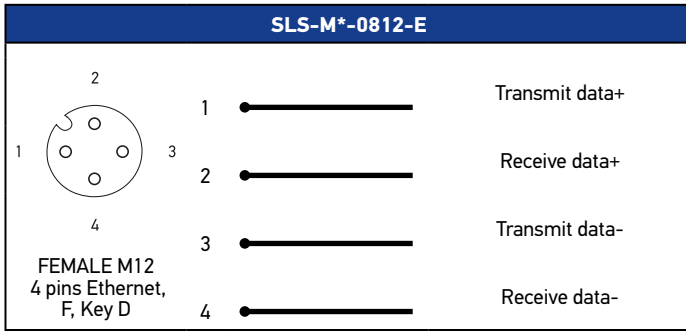 SLS-M*-0812-E
2
1
3
4
FEMALE M12
4 pins Ethernet,
F, Key D
1
Transmit data+
2
Receive data+
3
Transmit data-
4
Receive data-